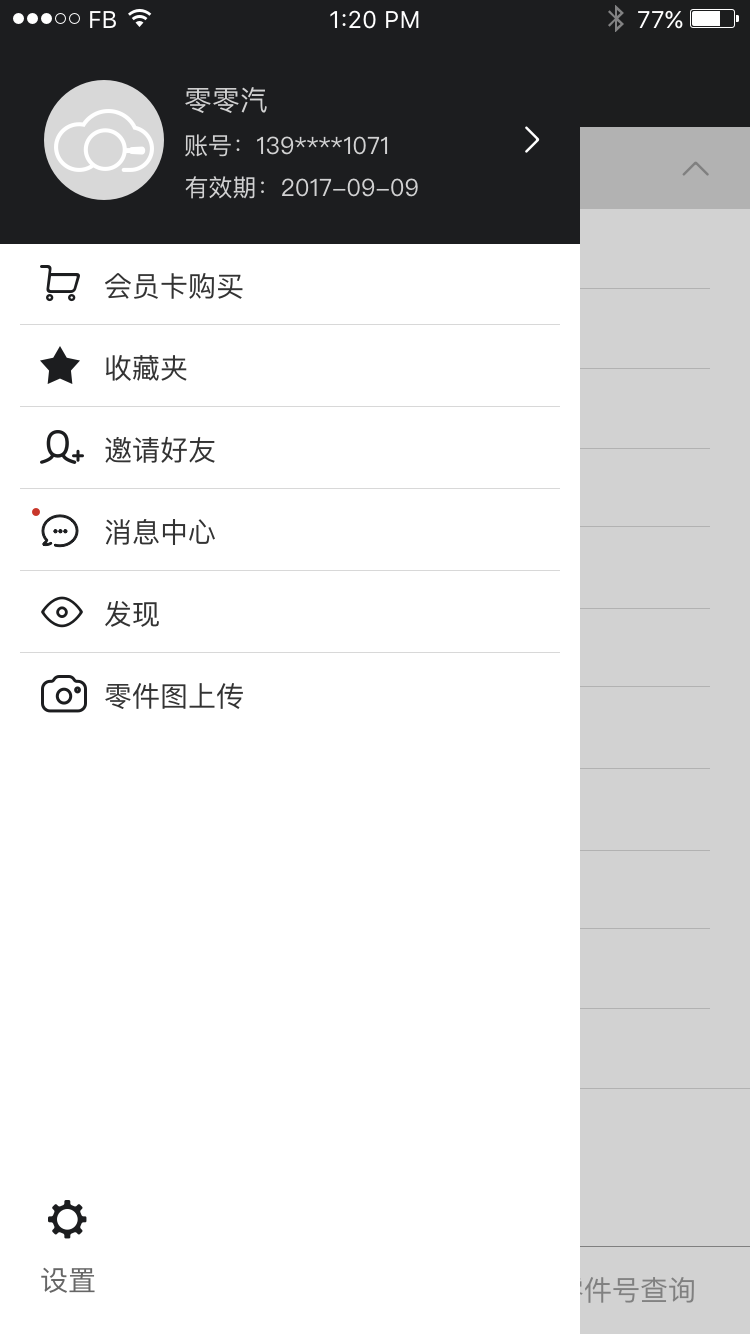 FB 1:20 PM 77%
零零汽
账号：139****1071
有效期：2017-09-09
会员卡购买
收藏夹
邀请好友
消息中心
发现
零件图上传
设置
件号查询